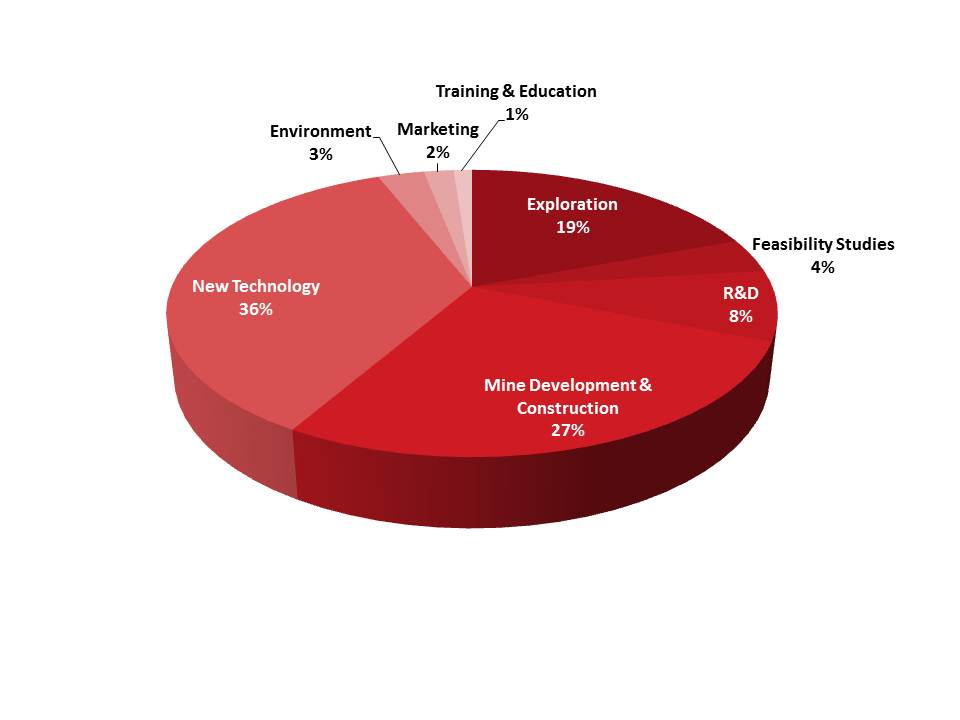 Training & Education
1%
Environment
3%
Marketing
2%
Exploration
19%
Feasibility Studies
4%
New Technology
36%
R&D
8%
Mine Development &
Construction
27%